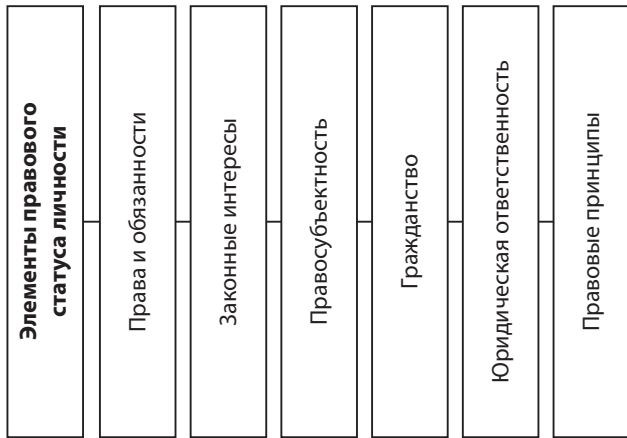 Элементы правового
статуса личности
Права и обязанности
Законные интересы
Правосубъектность
Гражданство
Юридическая ответственность
Правовые принципы